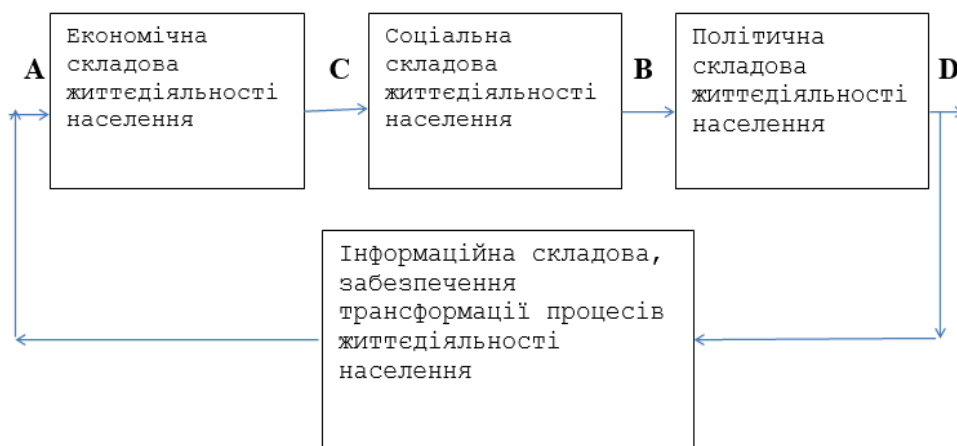 A
Економічна
складова
життєдіяльності
населення
C
Соціальна
складова
життєдіяльності
населення
B
Політична
складова
життєдіяльності
населення
D
Інформаційна складова,
забезпечення
трансформації процесів
життєдіяльності
населення